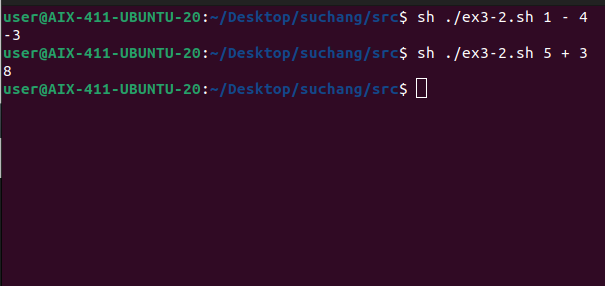 user@AIX-411-UBUNTU-20:~/Desktop/suchang/src$ sh ./ex3-2.sh 1 - 4
-3
user@AIX-411-UBUNTU-20:~/Desktop/suchang/src$ sh ./ex3-2.sh 5 + 3
8
user@AIX-411-UBUNTU-20:~/Desktop/suchang/src$